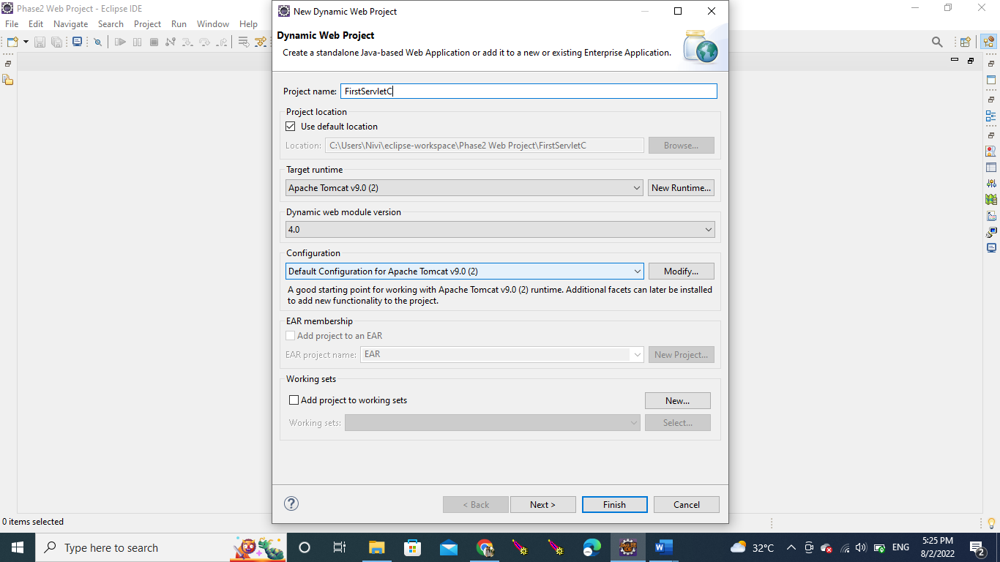 Phase2 Web Project - Eclipse IDE
File Edit Navigate Search Project Run Window Help
New Dynamic Web Project
Dynamic Web Project
Create a standalone Java-based Web Application or add it to a new or existing Enterprise Application.
Project name: FirstServletC
Project location
Use default location
Location: C:\Users\Nivi\eclipse-workspace\Phase2 Web Project\FirstServletC Browse...
Target runtime
Apache Tomcat v9.0 (2) New Runtime...
Dynamic web module version
4.0
Configuration
Default Configuration for Apache Tomcat v9.0 (2) Modify...
A good starting point for working with Apache Tomcat v9.0 (2) runtime. Additional facets can later be installed
to add new functionality to the project.
EAR membership
Add project to an EAR
EAR project name: EAR New Project...
Working sets
Add project to working sets New...
Working sets: Select...
< Back Next > Finish Cancel
0 items selected
Type here to search
32°C ENG
5:25 PM
8/2/2022
2